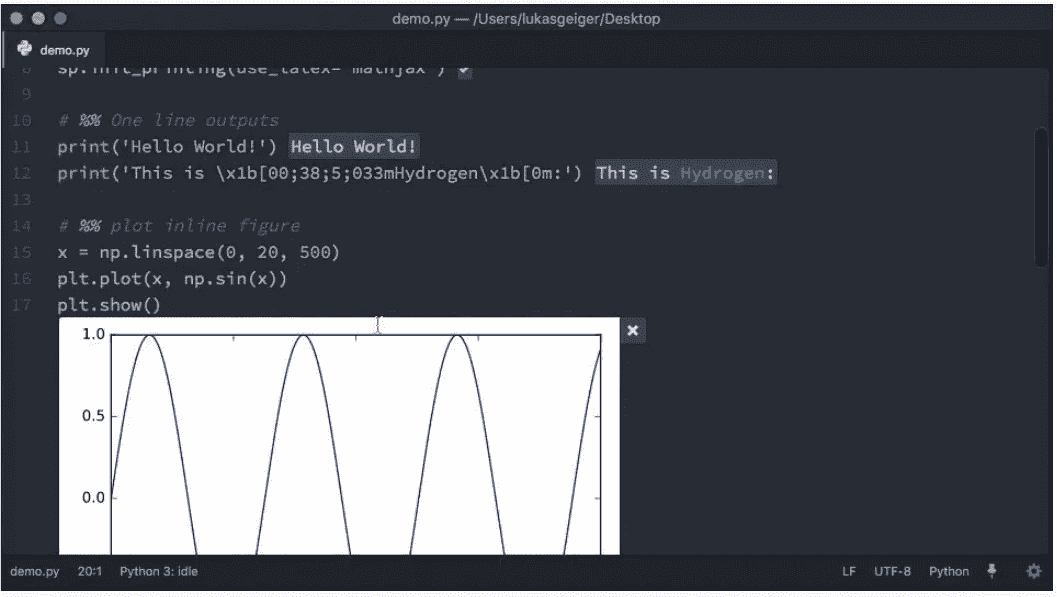 demo.py — /Users/lukasgeiger/Desktop
demo.py
8 sp.init_printing(use_latex='mathjax') ✔
9
10 # %% One line outputs
11 print('Hello World!') Hello World!
12 print('This is \x1b[00;38;5;033mHydrogen\x1b[0m:') This is Hydrogen:
13
14 # %% plot inline figure
15 x = np.linspace(0, 20, 500)
16 plt.plot(x, np.sin(x))
17 plt.show()
1.0
0.5
0.0
demo.py 20:1 Python 3: idle LF UTF-8 Python